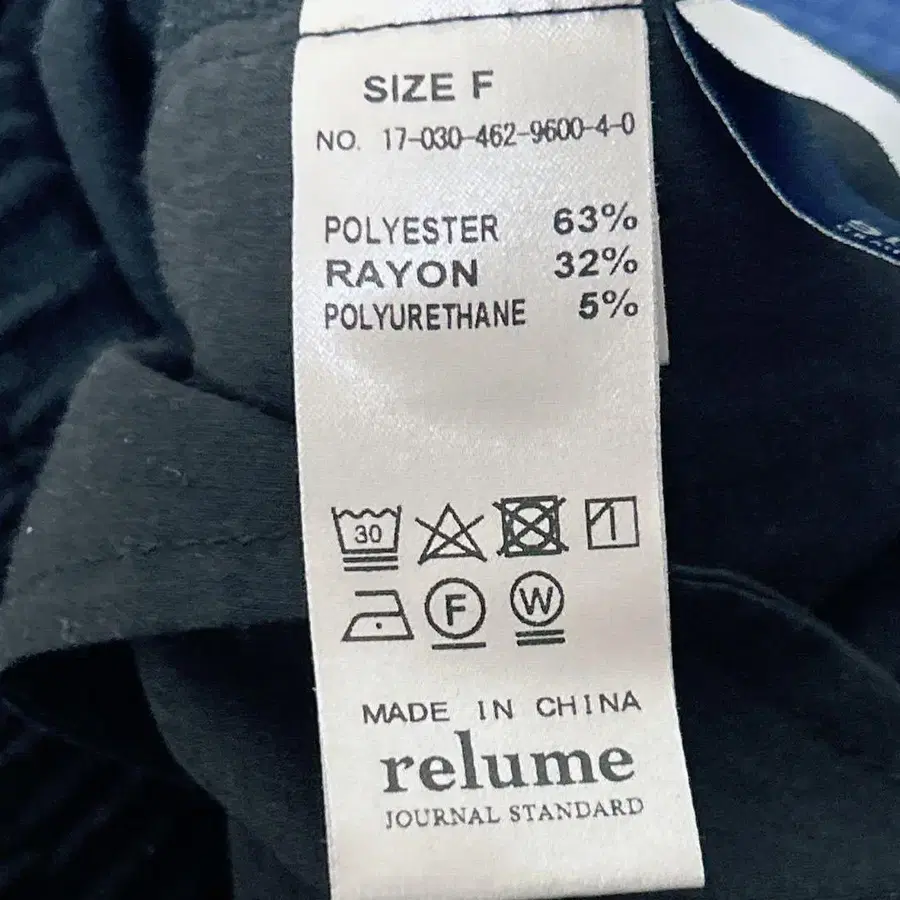 SIZE F
NO. 17-030-462-9600-4-0
POLYESTER 63%
RAYON 32%
POLYURETHANE 5%
30
F W
MADE IN CHINA
relume
JOURNAL STANDARD